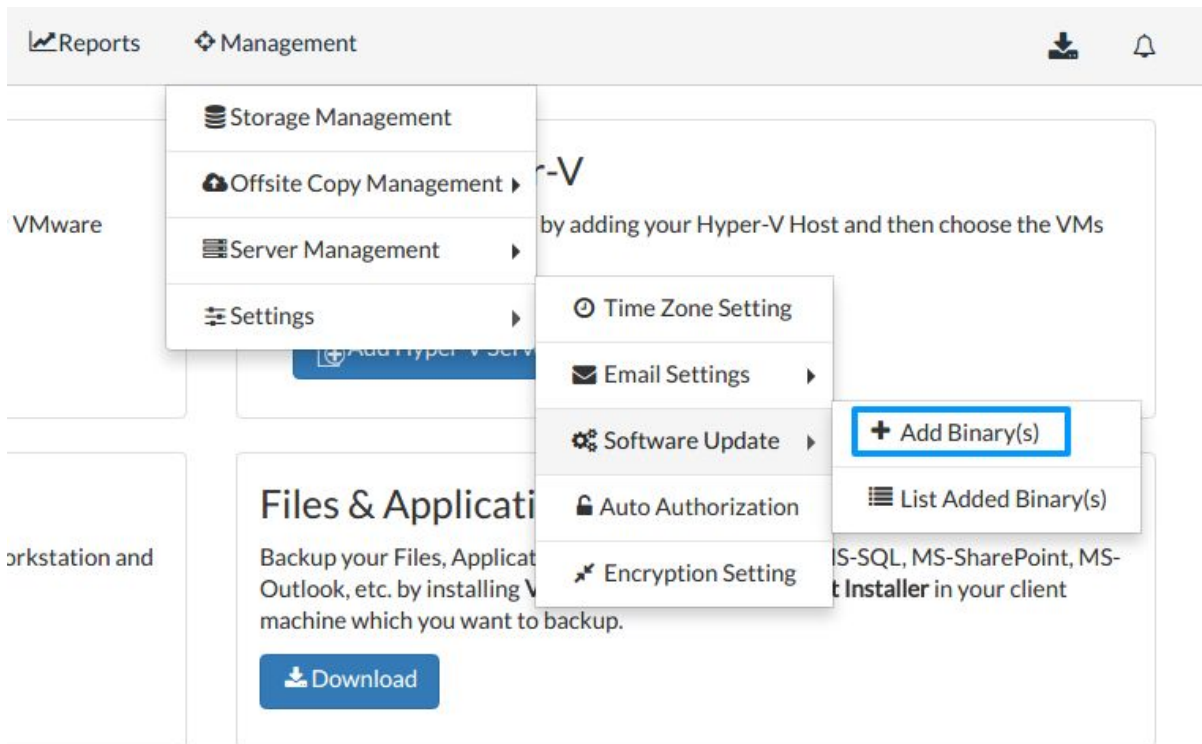 Reports Management
Storage Management
Offsite Copy Management
Server Management
Settings
r-V
VMware
by adding your Hyper-V Host and then choose the VMs
Time Zone Setting
Email Settings
Software Update
Auto Authorization
Encryption Setting
Add Binary(s)
List Added Binary(s)
Files & Applicati
orkstation and
Backup your Files, Applicat IS-SQL, MS-SharePoint, MS-
Outlook, etc. by installing V t Installer in your client
machine which you want to backup.
Download